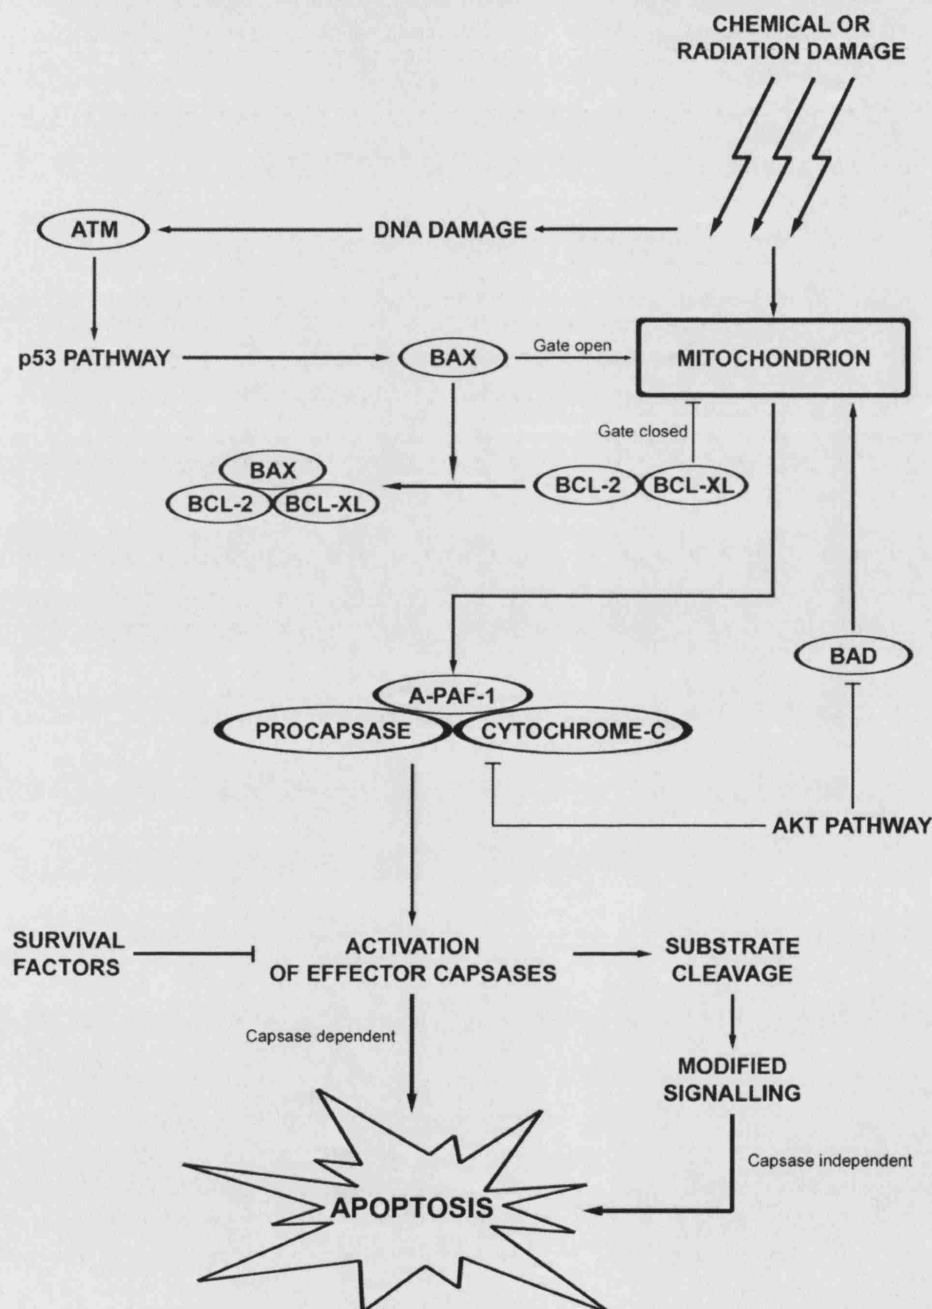 CHEMICAL OR
RADIATION DAMAGE
ATM
DNA DAMAGE
p53 PATHWAY
BAX
Gate open
MITOCHONDRION
Gate closed
BAX
BCL-2
BCL-XL
BCL-2
BCL-XL
BAD
A-PAF-1
PROCAPSASE
CYTOCHROME-C
AKT PATHWAY
SURVIVAL
FACTORS
ACTIVATION
OF EFFECTOR CAPSASES
SUBSTRATE
CLEAVAGE
Capsase dependent
MODIFIED
SIGNALLING
Capsase independent
APOPTOSIS